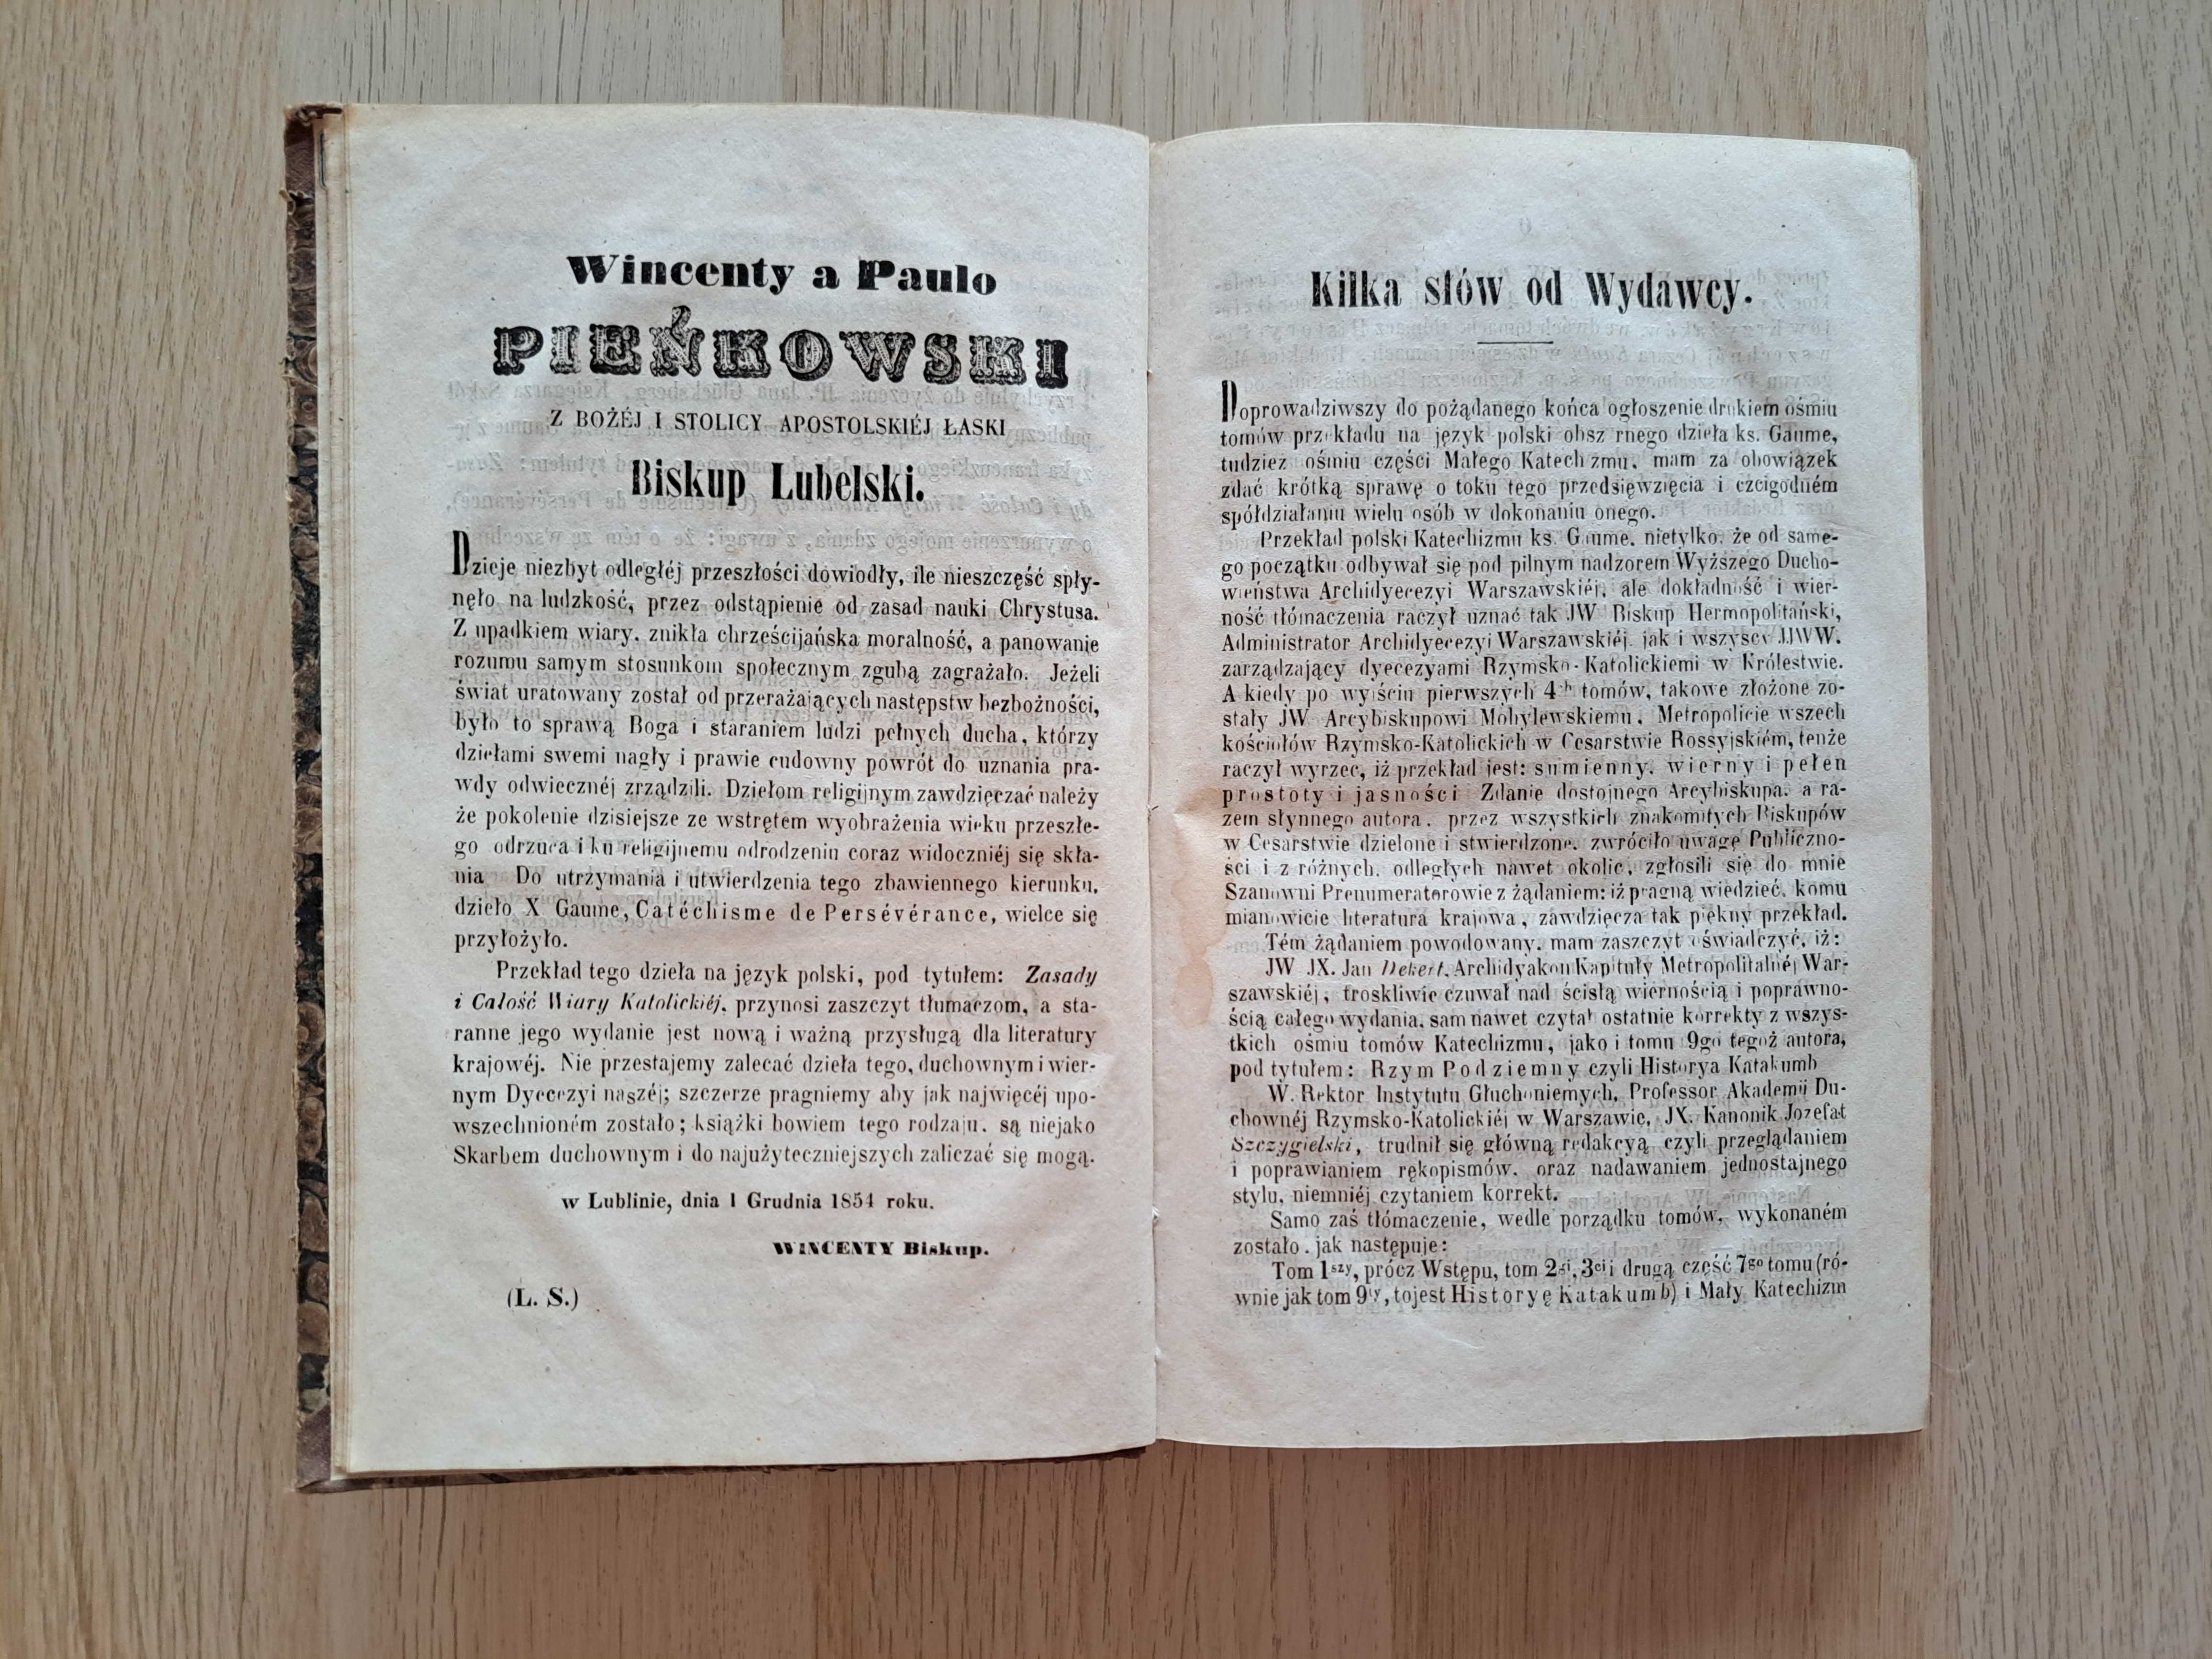 Wincenty a Paulo
PIEŃKOWSKI
Z BOŻÉJ I STOLICY APOSTOLSKIÉJ ŁASKI
Biskup Lubelski.
Dzieje niezbyt odległéj przeszłości dowiodły, ile nieszczęść spły-
nęło na ludzkość, przez odstąpienie od zasad nauki Chrystusa.
Z upadkiem wiary, znikła chrześcijańska moralność, a panowanie
rozumu samym stosunkom społecznym zgubą zagrażało. Jeżeli
świat uratowany został od przerażających następstw bezbożności,
było to sprawą Boga i staraniem ludzi pełnych ducha, którzy
dziełami swemi nagły i prawie cudowny powrót do uznania pra-
wdy odwiecznéj zrządzili. Dziełom religijnym zawdzięczać należy
że pokolenie dzisiejsze ze wstrętem wyobrażenia wieku przeszłe-
go odrzuca i ku religijnemu odrodzeniu coraz widoczniéj się skła-
nia Do utrzymania i utwierdzenia tego zbawiennego kierunku,
dzieło X Gaume, Catéchisme de Persévérance, wielce się
przyłożyło.
Przekład tego dzieła na język polski, pod tytułem: Zasady
i Całość Wiary Katolickiéj, przynosi zaszczyt tłumaczom, a sta-
ranne jego wydanie jest nową i ważną przysługą dla literatury
krajowéj. Nie przestajemy zalecać dzieła tego, duchownym i wier-
nym Dyecezyi naszéj; szczerze pragniemy aby jak najwięcéj upo-
wszechnioném zostało; książki bowiem tego rodzaju, są niejako
Skarbem duchownym i do najużyteczniejszych zaliczać się mogą.
w Lublinie, dnia 1 Grudnia 1854 roku.
WINCENTY Biskup.
(L. S.)
Kilka słów od Wydawcy.
Doprowadziwszy do pożądanego końca ogłoszenie drukiem ośmiu
tomów przekładu na język polski obsz rnego dzieła ks. Gaume,
tudzież ośmiu części Małego Katech zmu, mam za obowiązek
zdać krótką sprawę o toku tego przedsięwzięcia i czcigodném
spółdziałaniu wielu osób w dokonaniu onego.
Przekład polski Katechizmu ks. Gaume, nietylko, że od same-
go początku odbywał się pod pilnym nadzorem Wyższego Ducho-
wieństwa Archidyecezyi Warszawskiéj, ale dokładność i wier-
ność tłómaczenia raczył uznać tak JW Biskup Hermopolitański,
Administrator Archidyecezyi Warszawskiéj, jak i wszyscy JJWW.
zarządzający dyecezyami Rzymsko-Katolickiemi w Królestwie.
A kiedy po wyjściu pierwszych 4ch tomów, takowe złożone zo-
stały JW Arcybiskupowi Mohylewskiemu, Metropolicie wszech
kościołów Rzymsko-Katolickich w Cesarstwie Rossyjskiém, tenże
raczył wyrzec, iż przekład jest: sumienny, wierny i pełen
prostoty i jasności Zdanie dostojnego Arcybiskupa, a ra-
zem słynnego autora, przez wszystkich znakomitych Biskupów
w Cesarstwie dzielone i stwierdzone, zwróciło uwagę Publiczno-
ści i z różnych, odległych nawet okolic, zgłosili się do mnie
Szanowni Prenumeratorowie z żądaniem: iż pragną wiedzieć, komu
mianowicie literatura krajowa, zawdzięcza tak piękny przekład.
Tém żądaniem powodowany, mam zaszczyt oświadczyć, iż:
JW JX. Jan Dekert, Archidyakon Kapituły Metropolitalnéj War-
szawskiéj, troskliwie czuwał nad ścisłą wiernością i poprawno-
ścią całego wydania, sam nawet czytał ostatnie korrekty z wszys-
tkich ośmiu tomów Katechizmu, jako i tomu 9go tegoż autora,
pod tytułem: Rzym Podziemny czyli Historya Katakumb
W. Rektor Instytutu Głuchoniemych, Professor Akademii Du-
chownéj Rzymsko-Katolickiéj w Warszawie, JX. Kanonik Jozefat
Szczygielski, trudnił się główną redakcyą, czyli przeglądaniem
i poprawianiem rękopismów, oraz nadawaniem jednostajnego
stylu, niemniéj czytaniem korrekt.
Samo zaś tłómaczenie, wedle porządku tomów, wykonaném
zostało, jak następuje:
Tom 1szy, prócz Wstępu, tom 2gi, 3ci i drugą część 7go tomu (ró-
wnie jak tom 9ty, tojest Historyę Katakumb) i Mały Katechizm